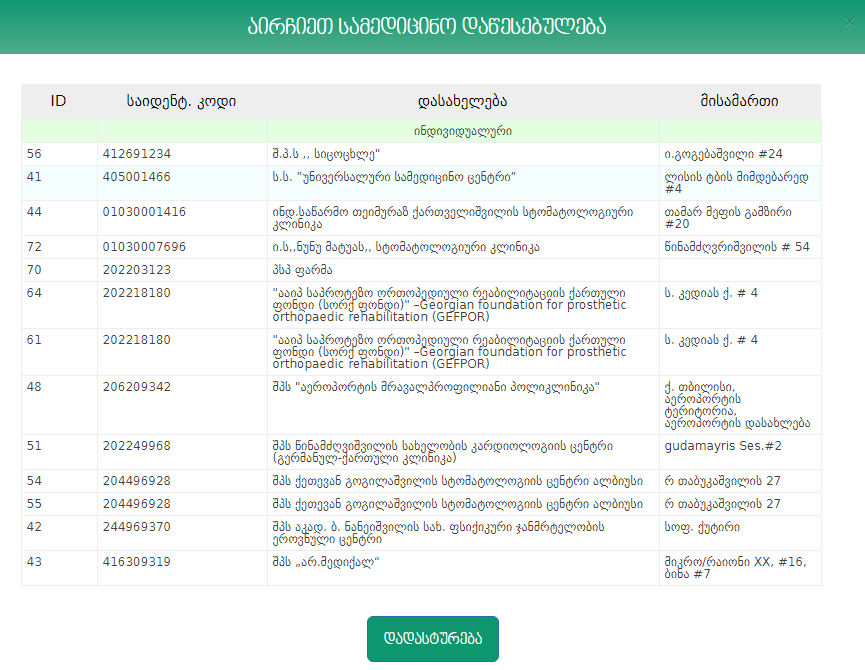 აირჩიეთ სამედიცინო დაწესებულება
×
ID საიდენტ. კოდი დასახელება მისამართი
ინდივიდუალური
56 412691234 შ.პ.ს ,, სიცოცხლე" ი.გოგებაშვილი #24
41 405001466 ს.ს. ”უნივერსალური სამედიცინო ცენტრი” ლისის ტბის მიმდებარედ
#4
44 01030001416 ინდ.საწარმო თეიმურაზ ქართველიშვილის სტომატოლოგიური თამარ მეფის გამზირი
კლინიკა #20
72 01030007696 ი.ს,,ნუნუ მატუას,, სტომატოლოგიური კლინიკა წინამძღვრიშვილის # 54
70 202203123 პსპ ფარმა
64 202218180 "ააიპ საპროტეზო ორთოპედიული რეაბილიტაციის ქართული ს. კედიას ქ. # 4
ფონდი (სორქ ფონდი)" –Georgian foundation for prosthetic
orthopaedic rehabilitation (GEFPOR)
61 202218180 "ააიპ საპროტეზო ორთოპედიული რეაბილიტაციის ქართული ს. კედიას ქ. # 4
ფონდი (სორქ ფონდი)" –Georgian foundation for prosthetic
orthopaedic rehabilitation (GEFPOR)
48 206209342 შპს "აეროპორტის მრავალპროფილიანი პოლიკლინიკა" ქ. თბილისი,
აეროპორტის
ტერიტორია,
აეროპორტის დასახლება
51 202249968 შპს წინამძღვიშვილის სახელობის კარდიოლოგიის ცენტრი gudamayris Ses.#2
(გერმანულ-ქართული კლინიკა)
54 204496928 შპს ქეთევან გოგილაშვილის სტომატოლოგიის ცენტრი ალბიუსი რ თაბუკაშვილის 27
55 204496928 შპს ქეთევან გოგილაშვილის სტომატოლოგიის ცენტრი ალბიუსი რ თაბუკაშვილის 27
42 244969370 შპს აკად. ბ. ნანეიშვილის სახ. ფსიქიკური ჯანმრტელობის სოფ. ქუტირი
ეროვნული ცენტრი
43 416309319 შპს „არ.მედიქალ“ მიკრო/რაიონი XX, #16,
ბინა #7
დადასტურება